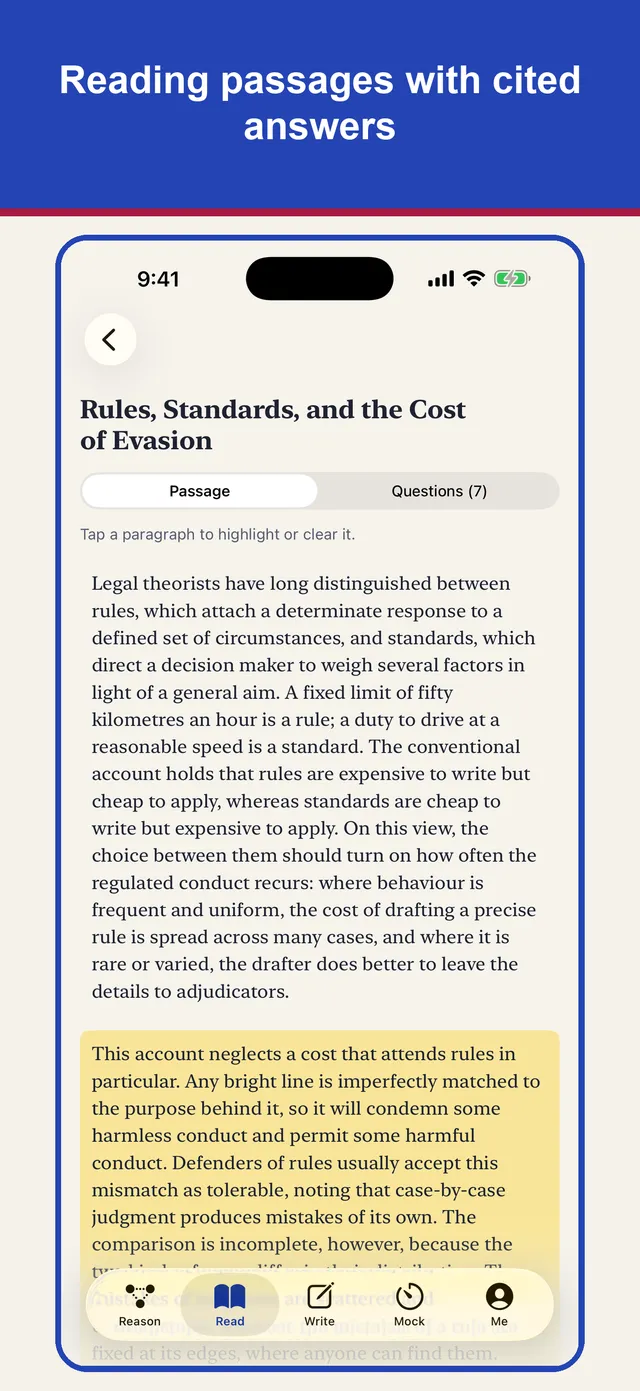 Reading passages with cited
answers
9:41
Rules, Standards, and the Cost
of Evasion
Passage
Questions (7)
Tap a paragraph to highlight or clear it.
Legal theorists have long distinguished between
rules, which attach a determinate response to a
defined set of circumstances, and standards, which
direct a decision maker to weigh several factors in
light of a general aim. A fixed limit of fifty
kilometres an hour is a rule; a duty to drive at a
reasonable speed is a standard. The conventional
account holds that rules are expensive to write but
cheap to apply, whereas standards are cheap to
write but expensive to apply. On this view, the
choice between them should turn on how often the
regulated conduct recurs: where behaviour is
frequent and uniform, the cost of drafting a precise
rule is spread across many cases, and where it is
rare or varied, the drafter does better to leave the
details to adjudicators.
This account neglects a cost that attends rules in
particular. Any bright line is imperfectly matched to
the purpose behind it, so it will condemn some
harmless conduct and permit some harmful
conduct. Defenders of rules usually accept this
mismatch as tolerable, noting that case-by-case
judgment produces mistakes of its own. The
comparison is incomplete, however, because the
fixed at its edges, where anyone can find them.
Reason
Read
Write
Mock
Me